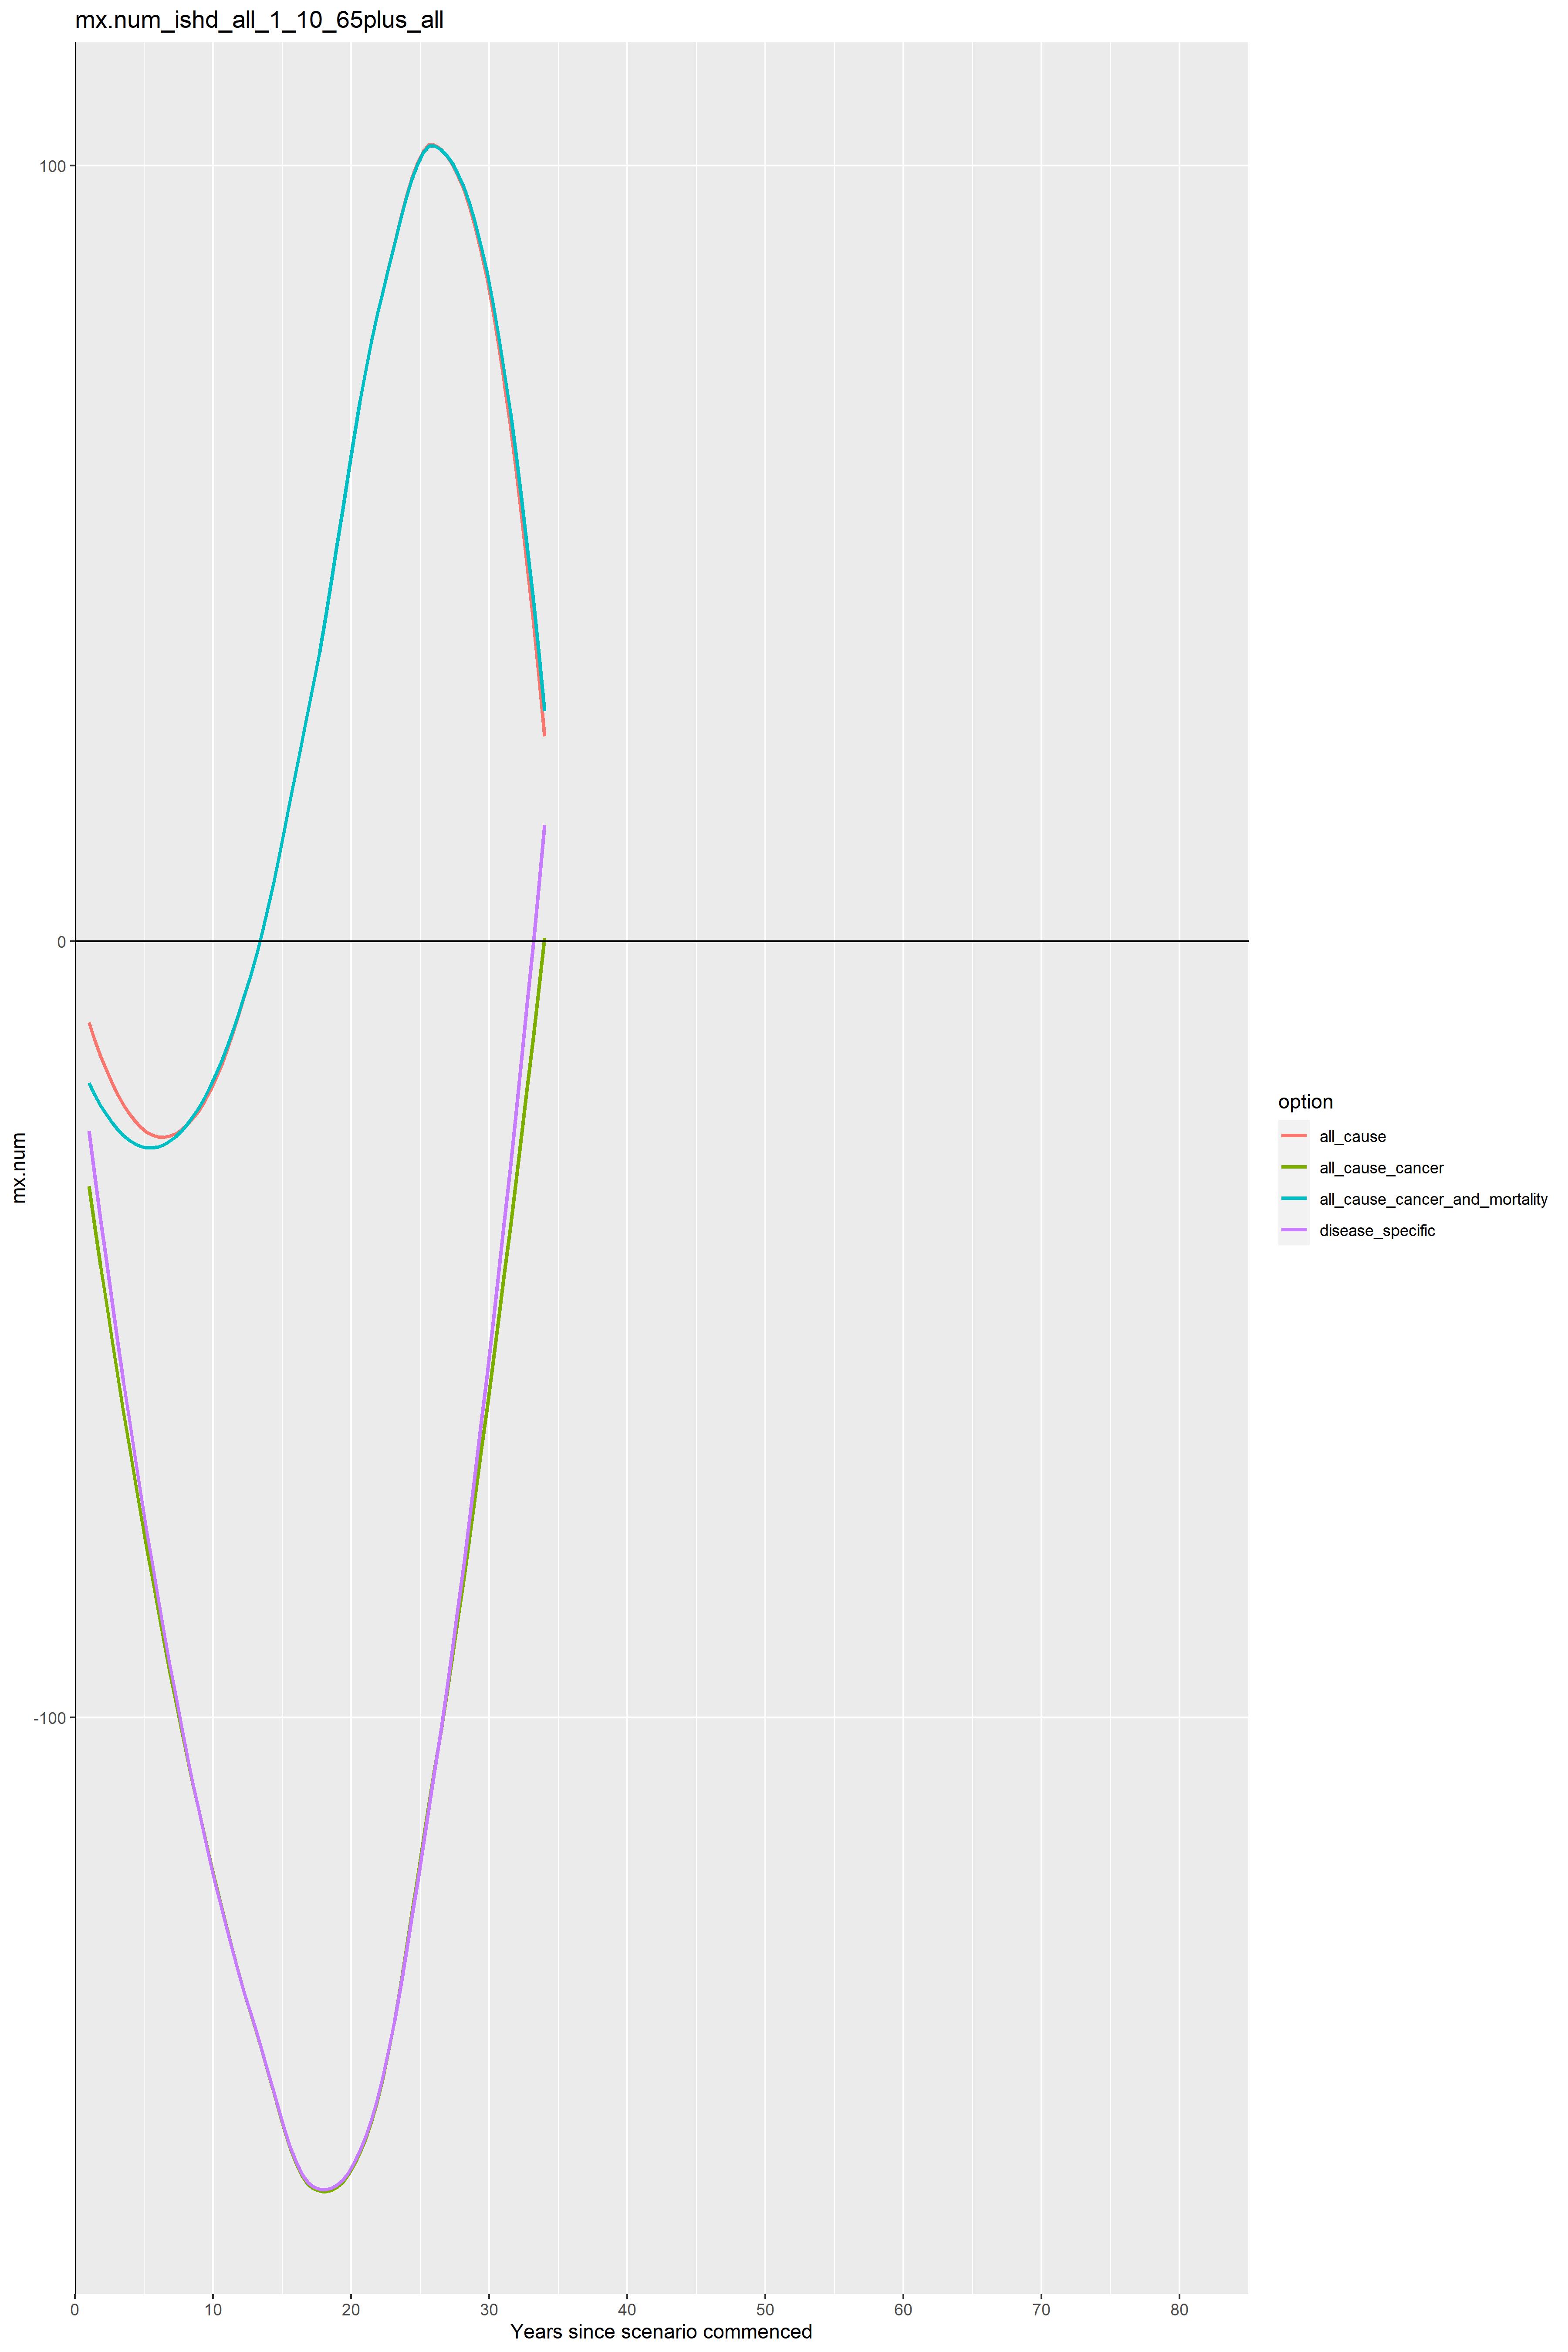 mx.num_ishd_all_1_10_65plus_all
100
0
-100
mx.num
0 10 20 30 40 50 60 70 80
Years since scenario commenced
option
all_cause
all_cause_cancer
all_cause_cancer_and_mortality
disease_specific